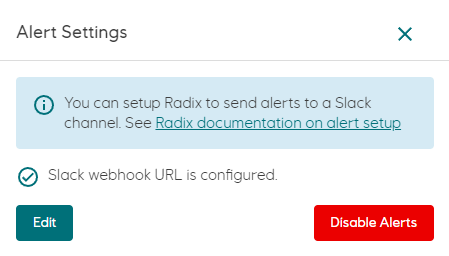 Alert Settings
You can setup Radix to send alerts to a Slack
channel. See Radix documentation on alert setup
Slack webhook URL is configured.
Edit
Disable Alerts